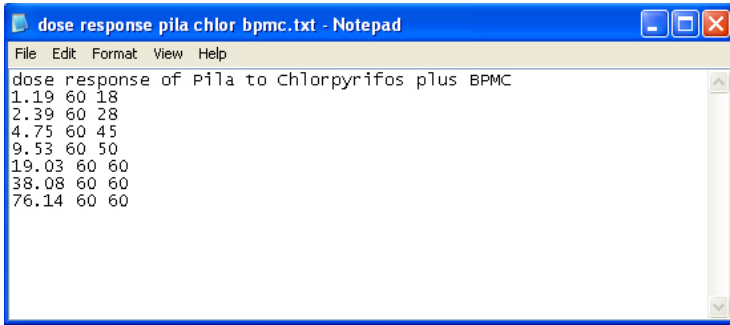 dose response pila chlor bpmc.txt - Notepad
File Edit Format View Help
dose response of Pila to Chlorpyrifos plus BPMC
1.19 60 18
2.39 60 28
4.75 60 45
9.53 60 50
19.03 60 60
38.08 60 60
76.14 60 60